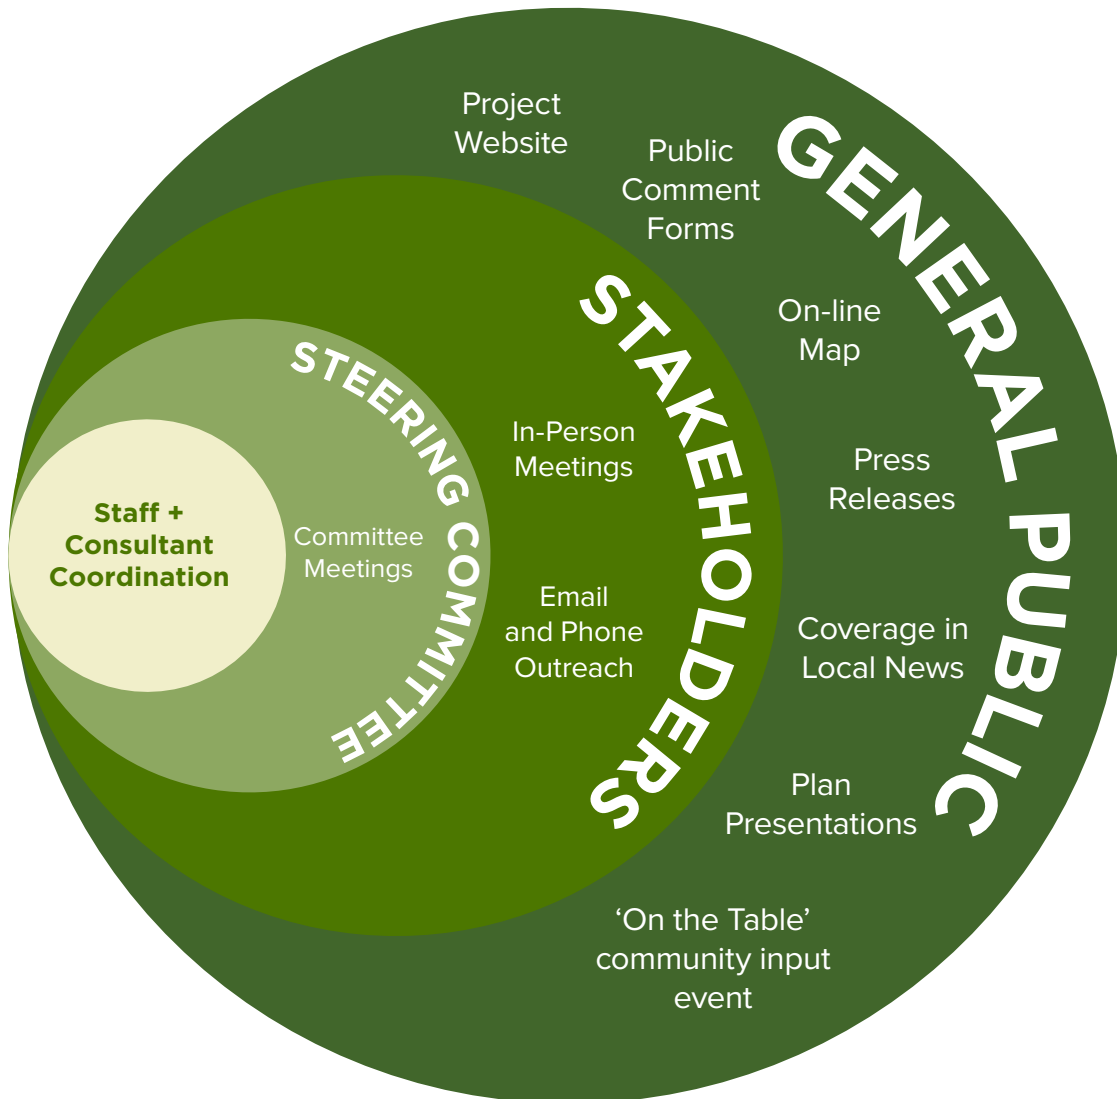 Project
Website
Public
Comment
Forms
On-line
Map
Press
Releases
Coverage in
Local News
Plan
Presentations
‘On the Table’
community input
event
GENERAL PUBLIC
In-Person
Meetings
Email
and Phone
Outreach
STAKEHOLDERS
Committee
Meetings
STEERING COMMITTEE
Staff +
Consultant
Coordination